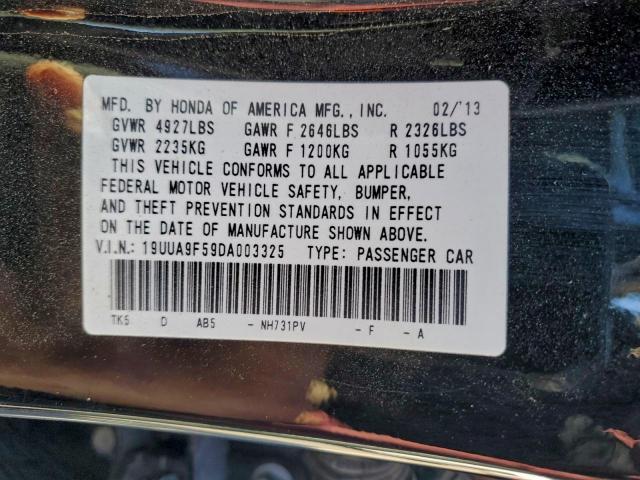 MFD. BY HONDA OF AMERICA MFG., INC. 02/'13
GVWR 4927LBS GAWR F 2646LBS R 2326LBS
GVWR 2235KG GAWR F 1200KG R 1055KG
THIS VEHICLE CONFORMS TO ALL APPLICABLE
FEDERAL MOTOR VEHICLE SAFETY, BUMPER,
AND THEFT PREVENTION STANDARDS IN EFFECT
ON THE DATE OF MANUFACTURE SHOWN ABOVE.
V.I.N.: 19UUA9F59DA003325 TYPE: PASSENGER CAR
TK5 D AB5 - NH731PV - F - A